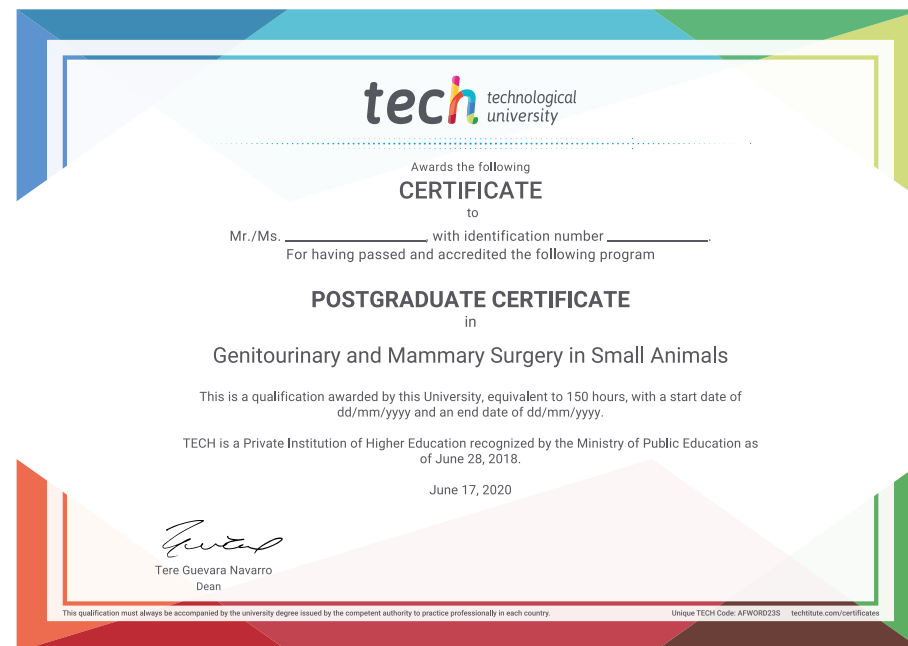 tech technological
university
Awards the following
CERTIFICATE
to
Mr./Ms. ____________________, with identification number ______________.
For having passed and accredited the following program
POSTGRADUATE CERTIFICATE
in
Genitourinary and Mammary Surgery in Small Animals
This is a qualification awarded by this University, equivalent to 150 hours, with a start date of
dd/mm/yyyy and an end date of dd/mm/yyyy.
TECH is a Private Institution of Higher Education recognized by the Ministry of Public Education as
of June 28, 2018.
June 17, 2020
Tere Guevara Navarro
Dean
This qualification must always be accompanied by the university degree issued by the competent authority to practice professionally in each country. Unique TECH Code: AFWORD23S techtitute.com/certificates